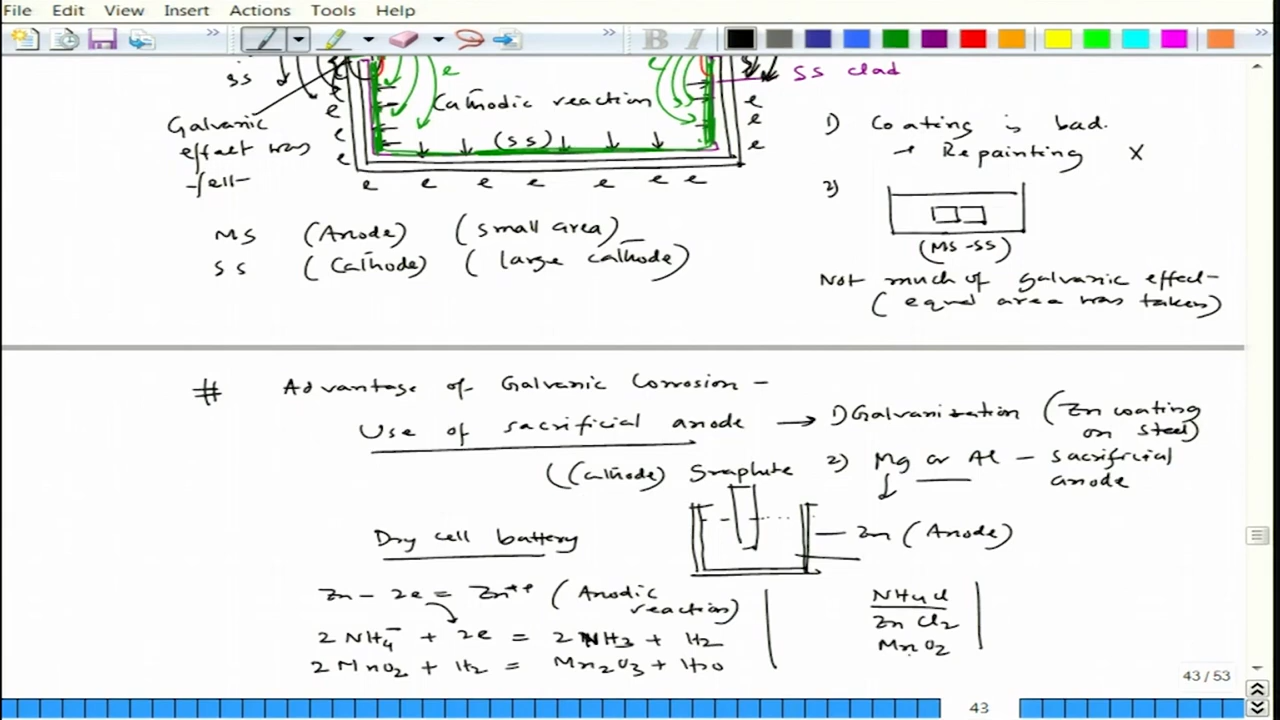 File Edit View Insert Actions Tools Help
B I
SS
e
e
SS clad
Galvanic
effect was
felt
Cathodic reaction
(SS)
e e e e e e e
e
e
e
e
e
e
e
1) Coating is bad.
→ Repainting X
2)
(MS-SS)
MS (Anode) (small area)
SS (Cathode) (large cathode)
Not much of galvanic effect
(equal area was taken)
# Advantage of Galvanic Corrosion -
Use of sacrificial anode → 1) Galvanization (Zn coating
on steel)
2) Mg or Al - sacrificial
anode
(Cathode) Graphite
Dry cell battery
Zn (Anode)
Zn - 2e = Zn++ (Anodic
reaction)
2 NH4- + 2e = 2 NH3 + H2
2 MnO2 + H2 = Mn2O3 + H2O
NH4Cl
ZnCl2
MnO2
43 / 53
43